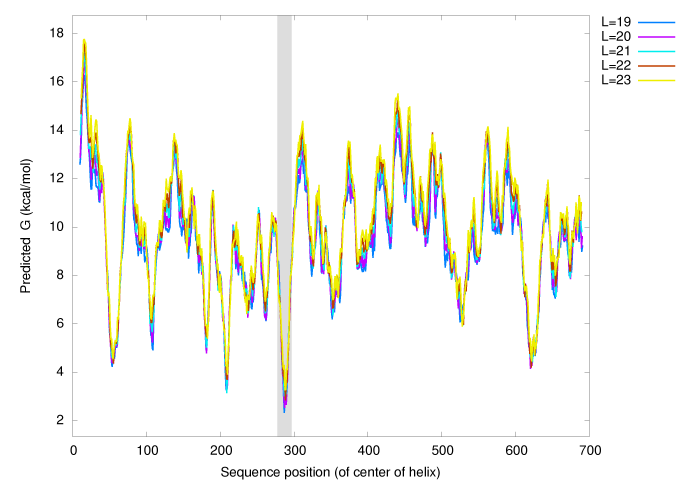 L=19
L=20
L=21
L=22
L=23
18
16
14
12
10
8
6
4
2
Predicted G (kcal/mol)
0 100 200 300 400 500 600 700
Sequence position (of center of helix)